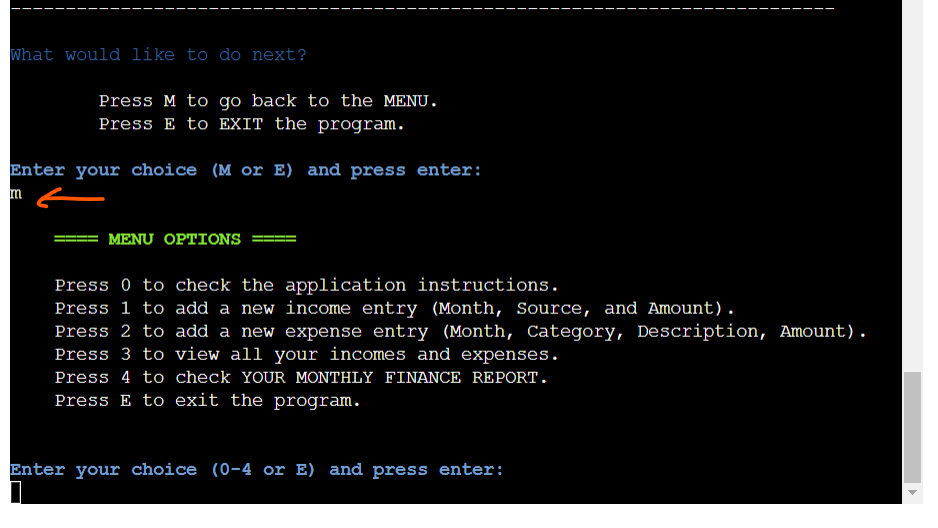 What would like to do next?
Press M to go back to the MENU.
Press E to EXIT the program.
Enter your choice (M or E) and press enter:
m
==== MENU OPTIONS ====
Press 0 to check the application instructions.
Press 1 to add a new income entry (Month, Source, and Amount).
Press 2 to add a new expense entry (Month, Category, Description, Amount).
Press 3 to view all your incomes and expenses.
Press 4 to check YOUR MONTHLY FINANCE REPORT.
Press E to exit the program.
Enter your choice (0-4 or E) and press enter: